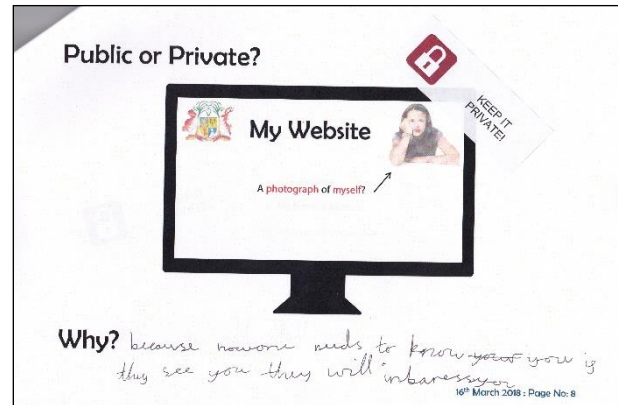 Public or Private?
KEEP IT
PRIVATE!
My Website
A photograph of myself?
Why? because nowone needs to know your you is
they see you they will inbaressyou
16th March 2018 : Page No: 8